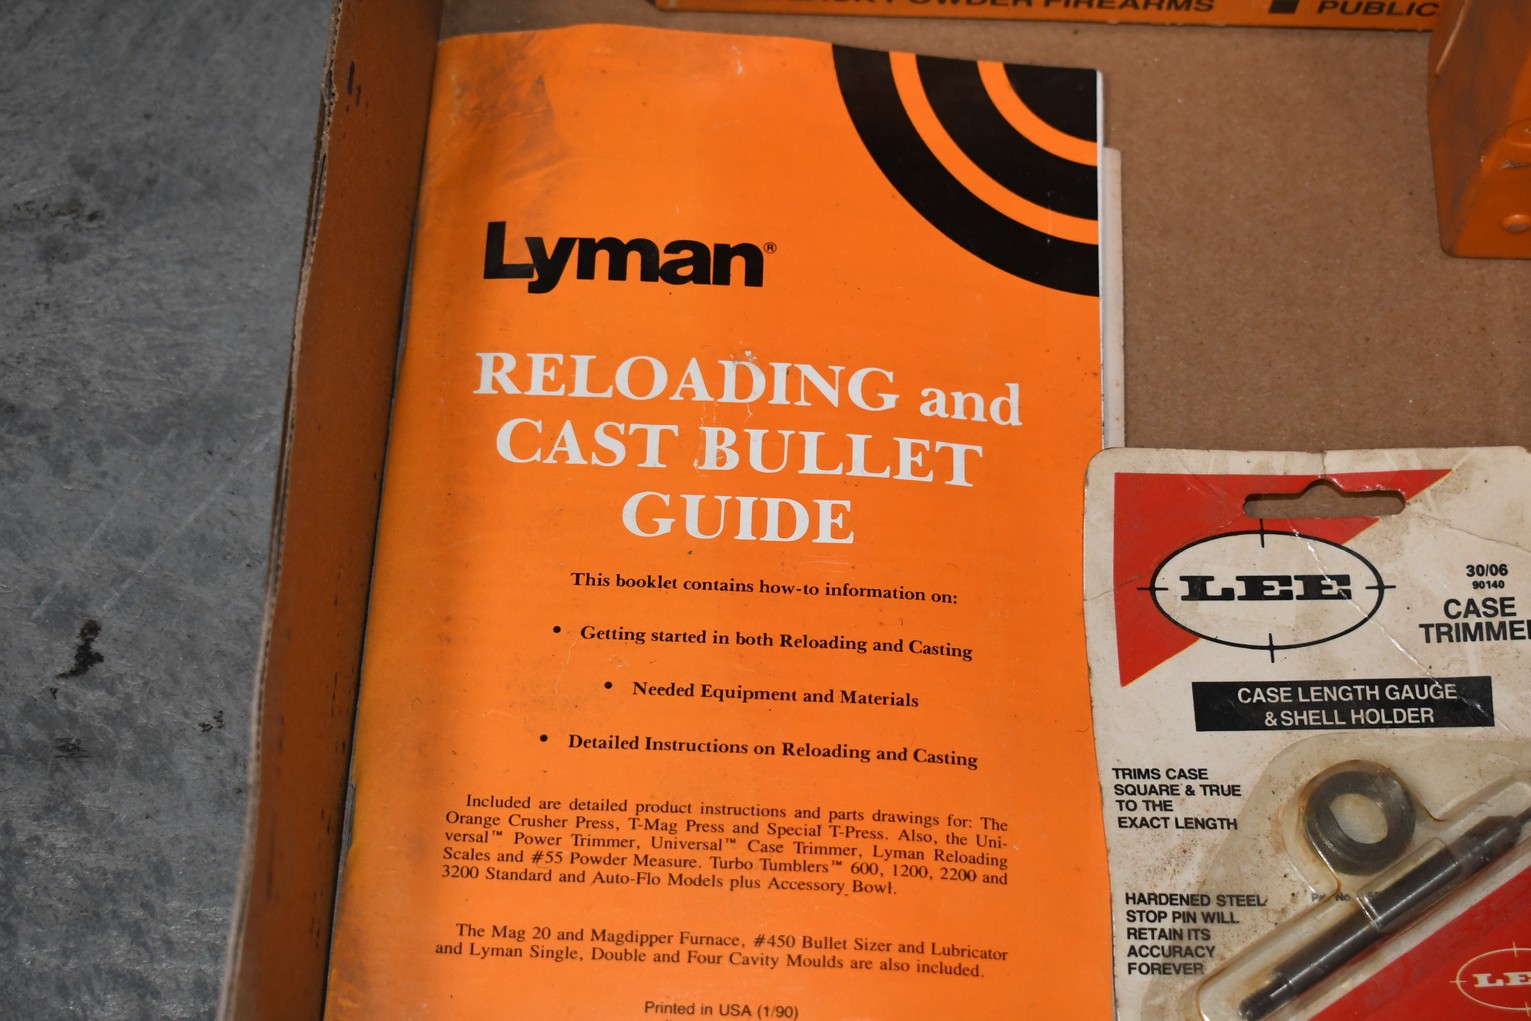 POWDER FIREARMS
PUBLIC
Lyman®
RELOADING and
CAST BULLET
GUIDE
This booklet contains how-to information on:
• Getting started in both Reloading and Casting
• Needed Equipment and Materials
• Detailed Instructions on Reloading and Casting
Included are detailed product instructions and parts drawings for: The
Orange Crusher Press, T-Mag Press and Special T-Press. Also, the Uni-
versal™ Power Trimmer, Universal™ Case Trimmer, Lyman Reloading
Scales and #55 Powder Measure. Turbo Tumblers™ 600, 1200, 2200 and
3200 Standard and Auto-Flo Models plus Accessory Bowl.
The Mag 20 and Magdipper Furnace, #450 Bullet Sizer and Lubricator
and Lyman Single, Double and Four Cavity Moulds are also included.
Printed in USA (1/90)
LEE
30/06
90140
CASE
TRIMMER
CASE LENGTH GAUGE
& SHELL HOLDER
TRIMS CASE
SQUARE & TRUE
TO THE
EXACT LENGTH
HARDENED STEEL
STOP PIN WILL
RETAIN ITS
ACCURACY
FOREVER
LE